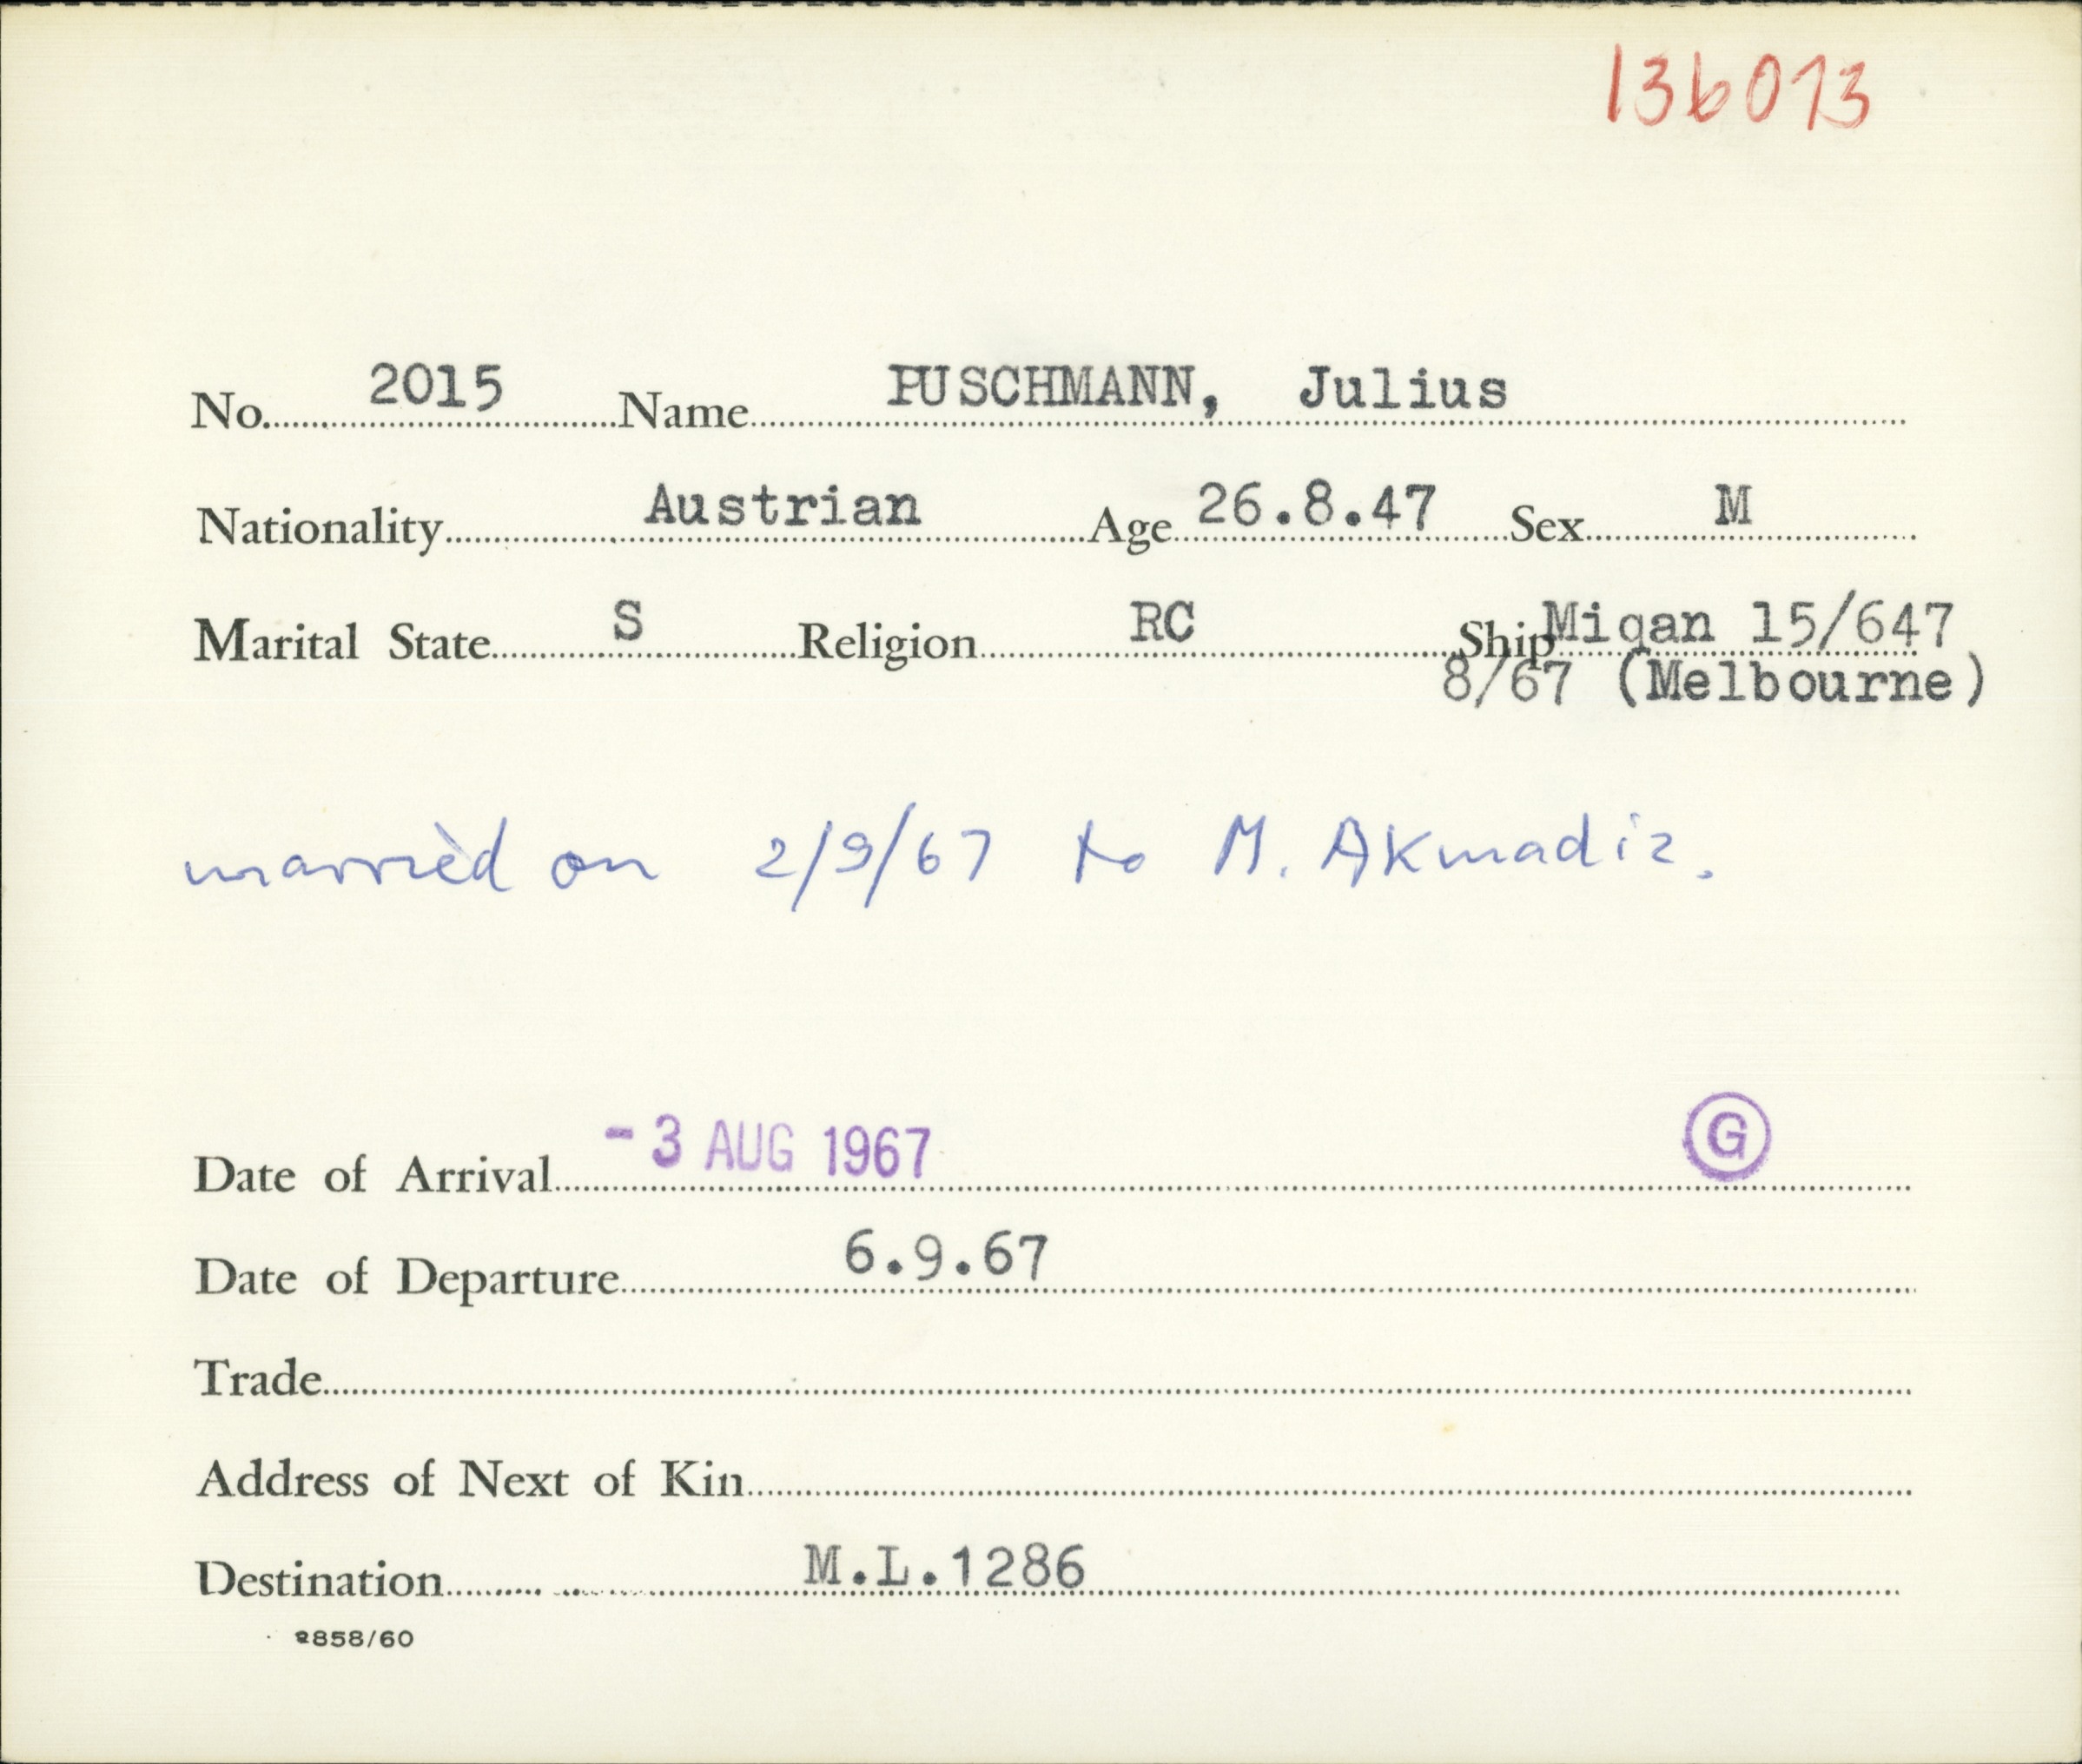 136073
No. 2015 Name PUSCHMANN, Julius
Nationality Austrian Age 26.8.47 Sex M
Marital State S Religion RC Ship Miqan 15/647
8/67 (Melbourne)
married on 2/9/67 to M. AKmadiz.
Date of Arrival - 3 AUG 1967 G
Date of Departure 6.9.67
Trade
Address of Next of Kin
Destination M.L.1286
2858/60